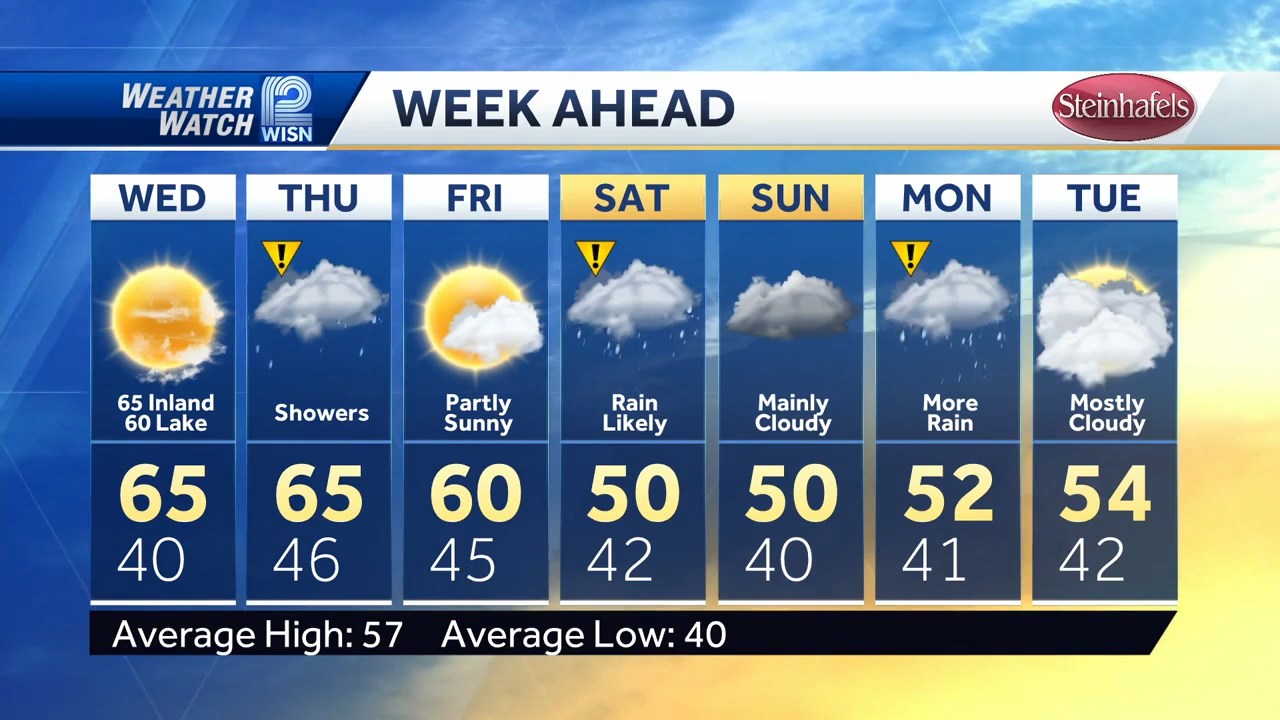 WEATHER
WATCH
12
WISN
WEEK AHEAD
Steinhafels
WED
THU
FRI
SAT
SUN
MON
TUE
!
!
!
65 Inland
60 Lake
Showers
Partly
Sunny
Rain
Likely
Mainly
Cloudy
More
Rain
Mostly
Cloudy
65
65
60
50
50
52
54
40
46
45
42
40
41
42
Average High: 57 Average Low: 40